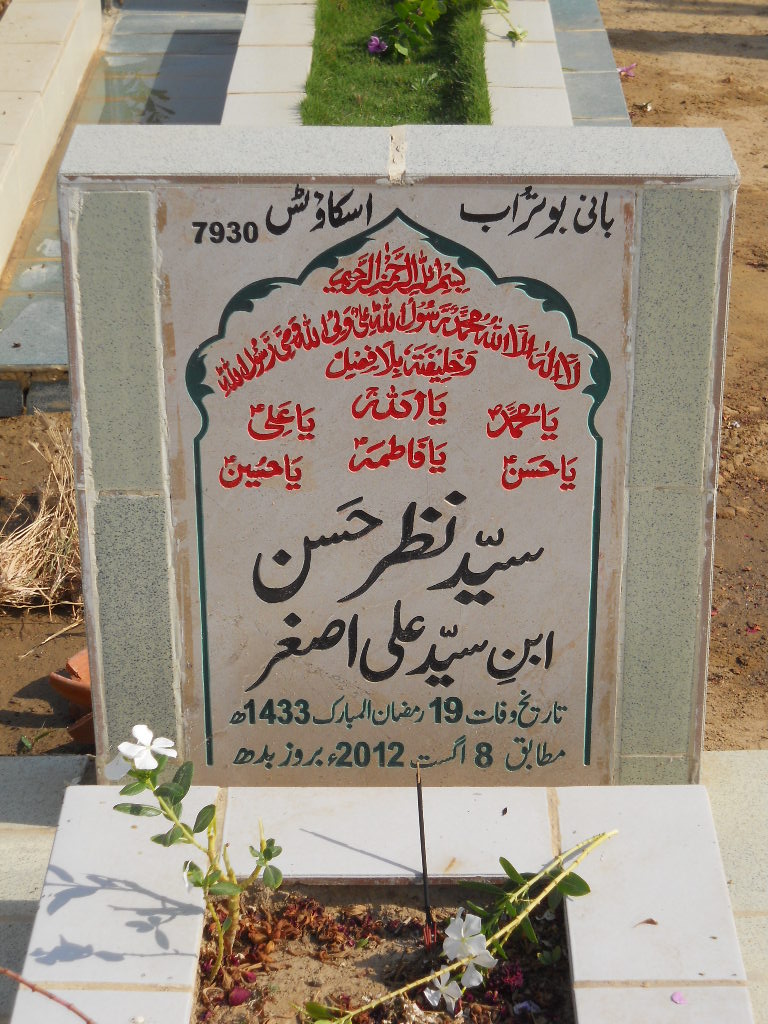 بانی بوتراب اسکاؤٹس 7930
بسم اللہ الرحمن الرحیم
لا الہ الا اللہ محمد رسول اللہ علی ولی اللہ وصی رسول اللہ
وخلیفتہ بلا فصل
یا محمدؐ یا اللہ یا علیؑ
یا حسنؑ یا فاطمہؑ یا حسینؑ
سیّد نظر حسن
ابنِ سیّد علی اصغر
تاریخ وفات 19 رمضان المبارک 1433ھ
مطابق 8 اگست 2012ء بروز بدھ